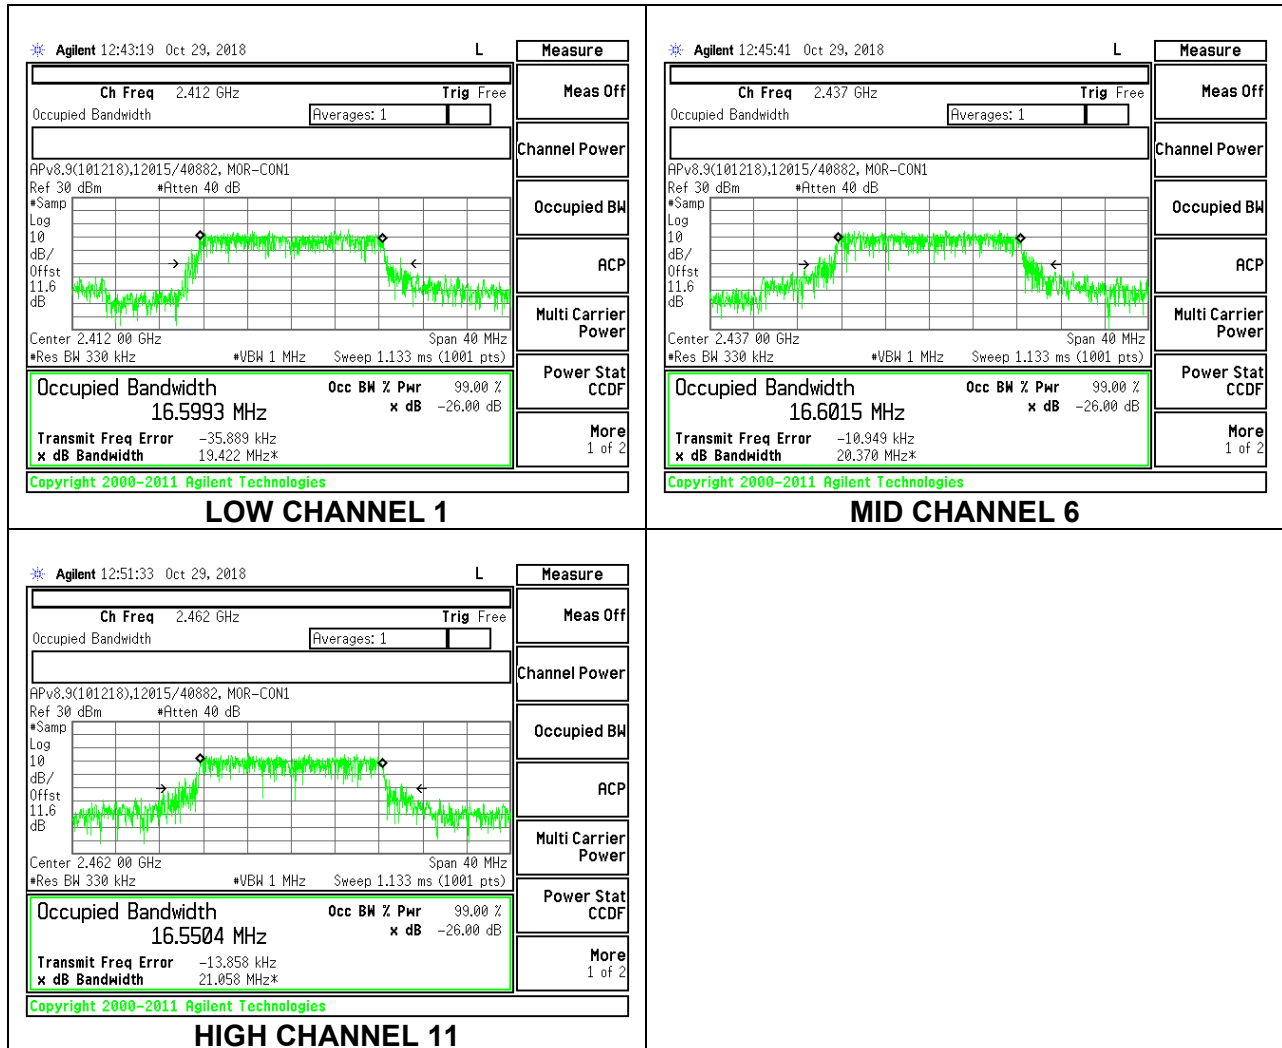 Agilent 12:43:19 Oct 29, 2018 L Measure
Ch Freq 2.412 GHz Trig Free
Occupied Bandwidth Averages: 1
APv8.9(101218),12015/40882, MOR-CON1
Ref 30 dBm #Atten 40 dB
#Samp
Log
10
dB/
Offst
11.6
dB
Center 2.412 00 GHz Span 40 MHz
#Res BW 330 kHz #VBW 1 MHz Sweep 1.133 ms (1001 pts)
Occupied Bandwidth Occ BW % Pwr 99.00 %
16.5993 MHz x dB -26.00 dB
Transmit Freq Error -35.889 kHz
x dB Bandwidth 19.422 MHz*
Copyright 2000-2011 Agilent Technologies
Meas Off
Channel Power
Occupied BW
ACP
Multi Carrier
Power
Power Stat
CCDF
More
1 of 2
LOW CHANNEL 1
Agilent 12:45:41 Oct 29, 2018 L Measure
Ch Freq 2.437 GHz Trig Free
Occupied Bandwidth Averages: 1
APv8.9(101218),12015/40882, MOR-CON1
Ref 30 dBm #Atten 40 dB
#Samp
Log
10
dB/
Offst
11.6
dB
Center 2.437 00 GHz Span 40 MHz
#Res BW 330 kHz #VBW 1 MHz Sweep 1.133 ms (1001 pts)
Occupied Bandwidth Occ BW % Pwr 99.00 %
16.6015 MHz x dB -26.00 dB
Transmit Freq Error -10.949 kHz
x dB Bandwidth 20.370 MHz*
Copyright 2000-2011 Agilent Technologies
Meas Off
Channel Power
Occupied BW
ACP
Multi Carrier
Power
Power Stat
CCDF
More
1 of 2
MID CHANNEL 6
Agilent 12:51:33 Oct 29, 2018 L Measure
Ch Freq 2.462 GHz Trig Free
Occupied Bandwidth Averages: 1
APv8.9(101218),12015/40882, MOR-CON1
Ref 30 dBm #Atten 40 dB
#Samp
Log
10
dB/
Offst
11.6
dB
Center 2.462 00 GHz Span 40 MHz
#Res BW 330 kHz #VBW 1 MHz Sweep 1.133 ms (1001 pts)
Occupied Bandwidth Occ BW % Pwr 99.00 %
16.5504 MHz x dB -26.00 dB
Transmit Freq Error -13.858 kHz
x dB Bandwidth 21.058 MHz*
Copyright 2000-2011 Agilent Technologies
Meas Off
Channel Power
Occupied BW
ACP
Multi Carrier
Power
Power Stat
CCDF
More
1 of 2
HIGH CHANNEL 11